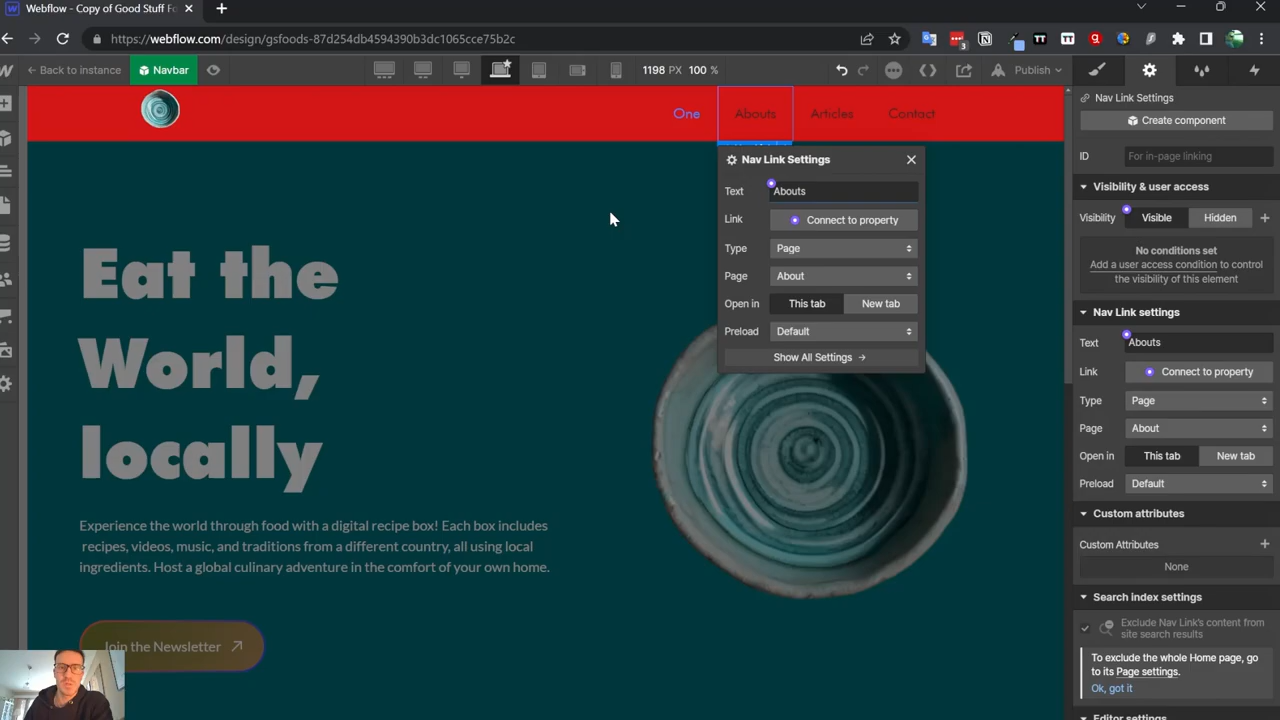 Webflow - Copy of Good Stuff Fo
https://webflow.com/design/gsfoods-87d254db4594390b3dc1065cce75b2c
3
Back to instance
Navbar
1198 PX 100 %
Publish
One
Abouts
Articles
Contact
Nav Link Settings
Text
Abouts
Link
Connect to property
Type
Page
Page
About
Open in
This tab
New tab
Preload
Default
Show All Settings
Eat the
World,
locally
Experience the world through food with a digital recipe box! Each box includes
recipes, videos, music, and traditions from a different country, all using local
ingredients. Host a global culinary adventure in the comfort of your own home.
Join the Newsletter
Nav Link Settings
Create component
ID
For in-page linking
Visibility & user access
Visibility
Visible
Hidden
No conditions set
Add a user access condition to control
the visibility of this element
Nav Link settings
Text
Abouts
Link
Connect to property
Type
Page
Page
About
Open in
This tab
New tab
Preload
Default
Custom attributes
Custom Attributes
None
Search index settings
Exclude Nav Link's content from
site search results
To exclude the whole Home page, go
to its Page settings.
Ok, got it
Editor settings